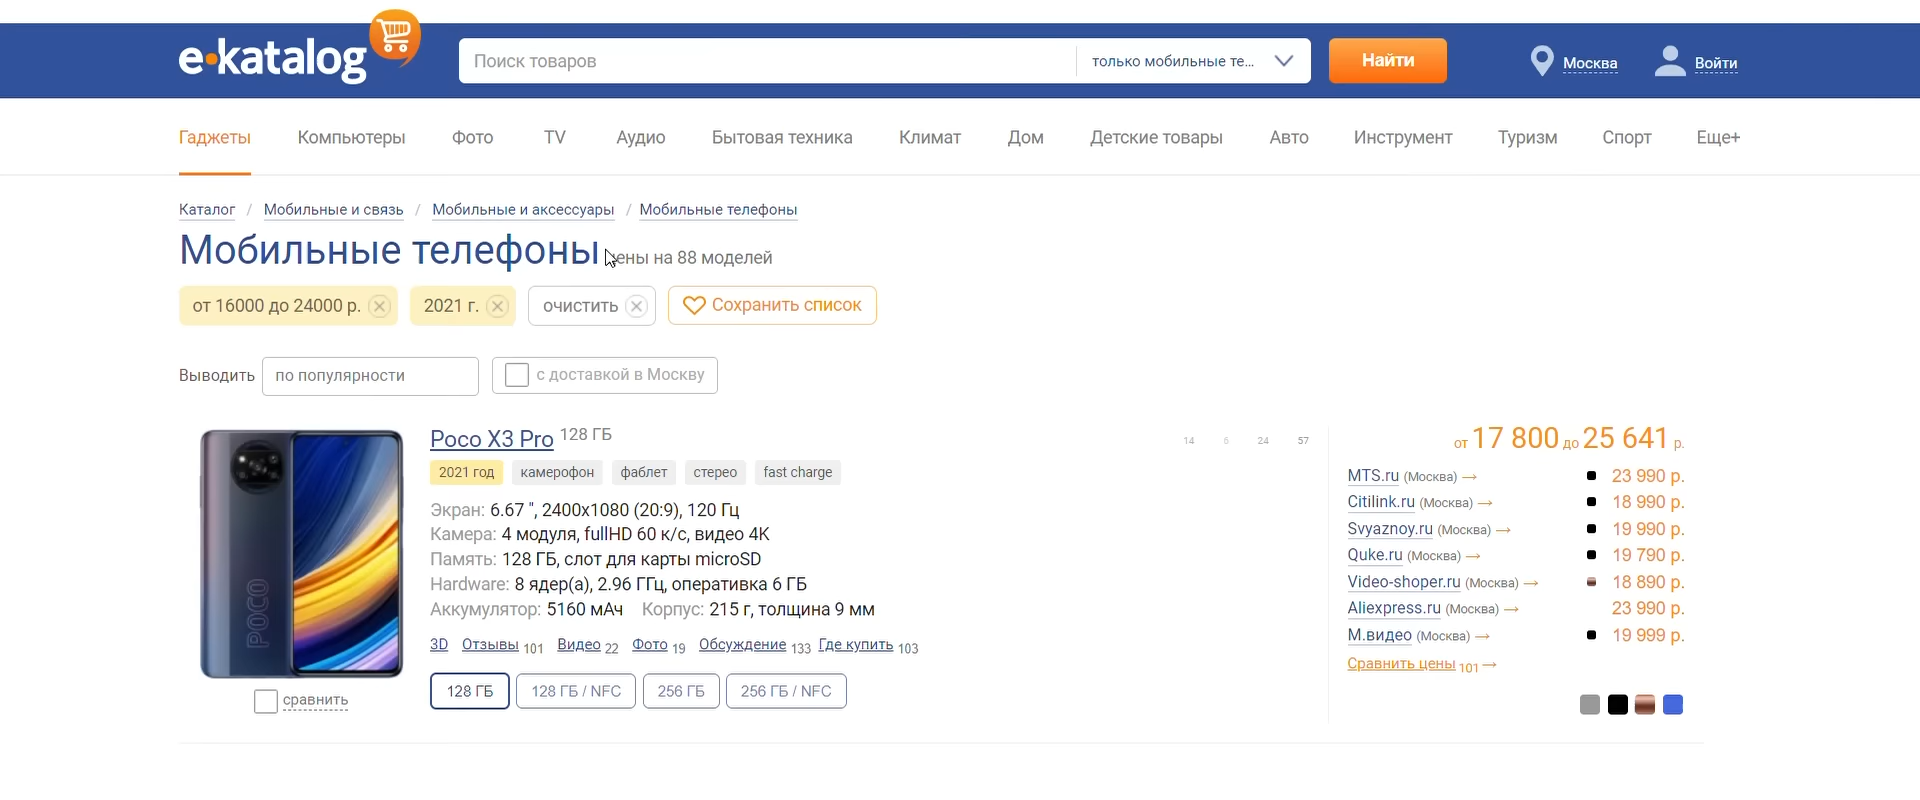 e•katalog
Поиск товаров
только мобильные те...
Найти
Москва
Войти
Гаджеты Компьютеры Фото TV Аудио Бытовая техника Климат Дом Детские товары Авто Инструмент Туризм Спорт Еще+
Каталог / Мобильные и связь / Мобильные и аксессуары / Мобильные телефоны
Мобильные телефоны ены на 88 моделей
от 16000 до 24000 р. 2021 г. очистить Сохранить список
Выводить по популярности с доставкой в Москву
POCO
сравнить
Poco X3 Pro 128 ГБ
2021 год камерофон фаблет стерео fast charge
Экран: 6.67 ", 2400x1080 (20:9), 120 Гц
Камера: 4 модуля, fullHD 60 к/с, видео 4K
Память: 128 ГБ, слот для карты microSD
Hardware: 8 ядер(а), 2.96 ГГц, оперативка 6 ГБ
Аккумулятор: 5160 мАч Корпус: 215 г, толщина 9 мм
3D Отзывы 101 Видео 22 Фото 19 Обсуждение 133 Где купить 103
128 ГБ 128 ГБ / NFC 256 ГБ 256 ГБ / NFC
14 6 24 57
от 17 800 до 25 641 р.
MTS.ru (Москва) → 23 990 р.
Citilink.ru (Москва) → 18 990 р.
Svyaznoy.ru (Москва) → 19 990 р.
Quke.ru (Москва) → 19 790 р.
Video-shoper.ru (Москва) → 18 890 р.
Aliexpress.ru (Москва) → 23 990 р.
М.видео (Москва) → 19 999 р.
Сравнить цены 101 →